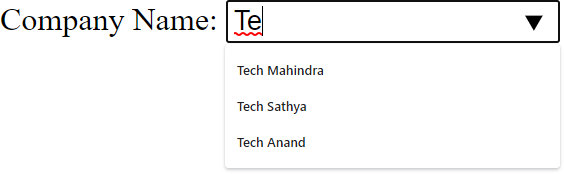 Company Name: Te
Tech Mahindra
Tech Sathya
Tech Anand